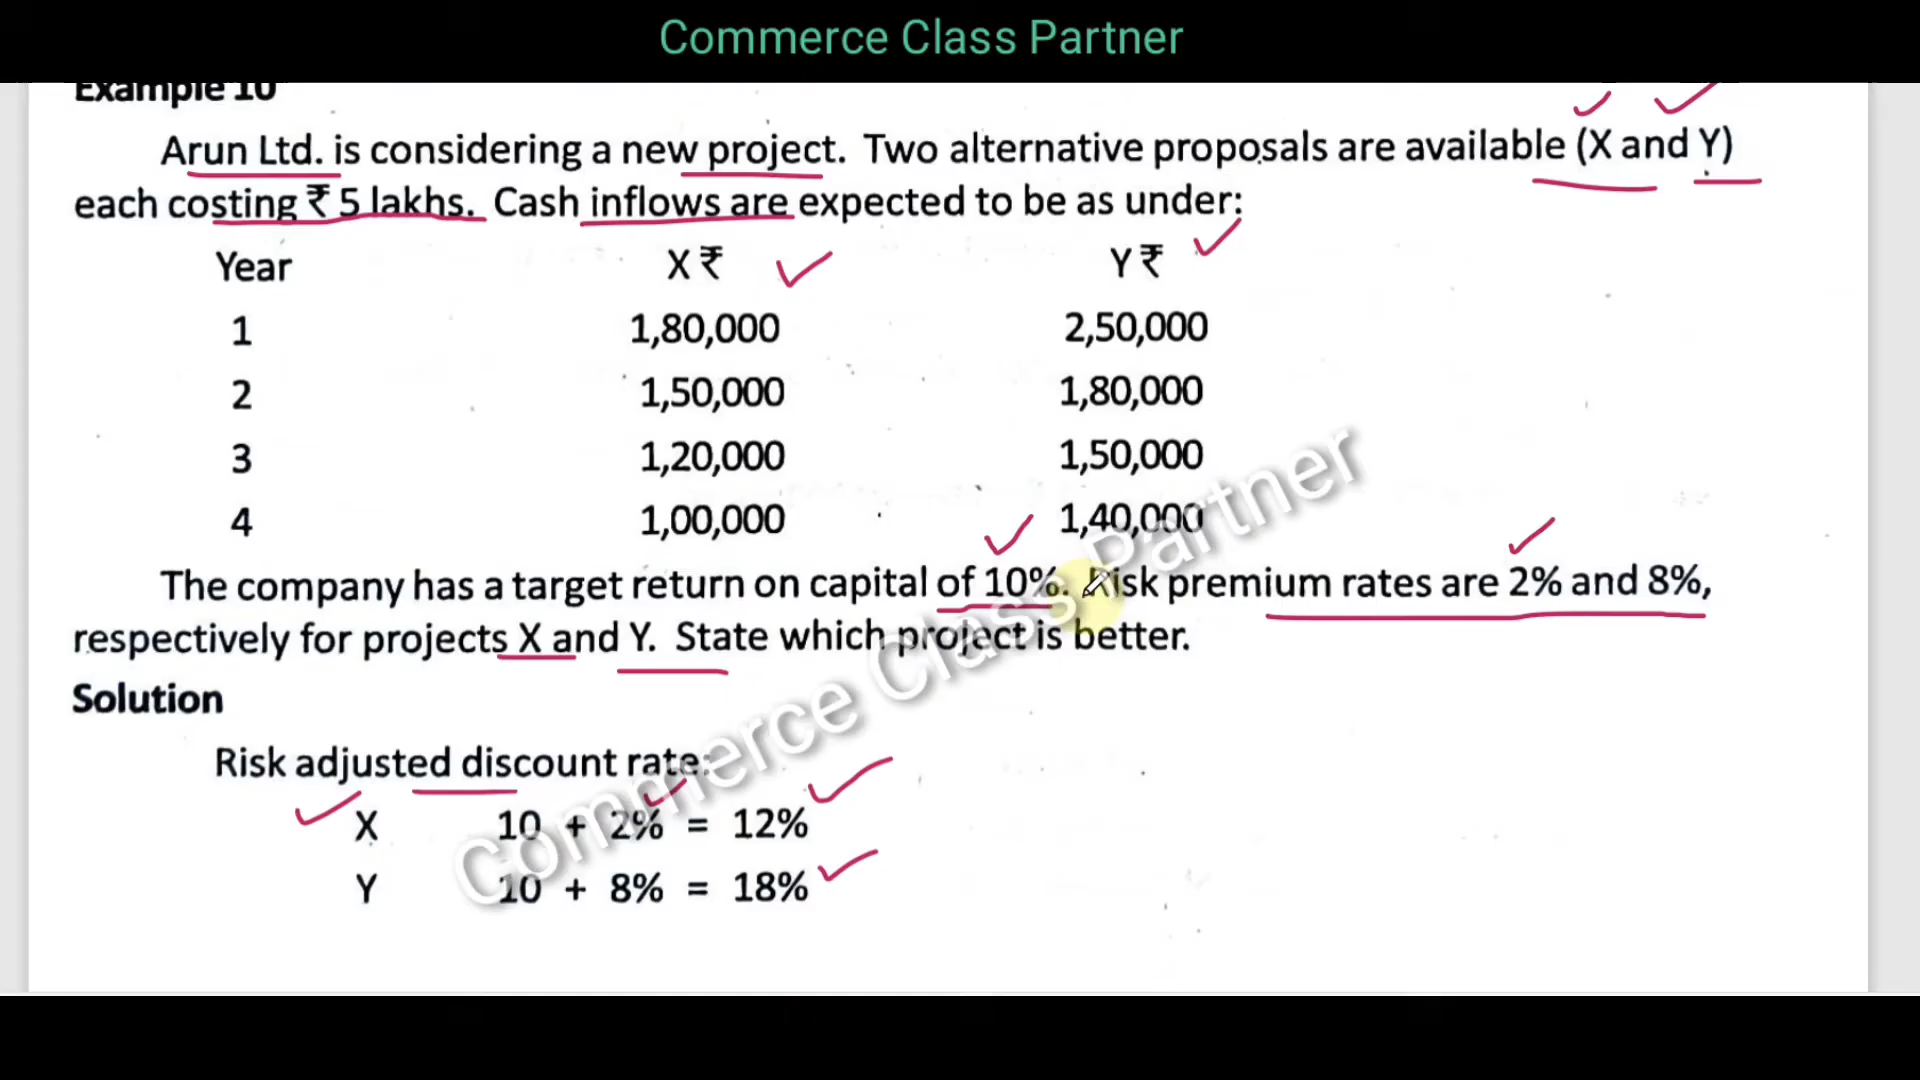 Commerce Class Partner
Example 10
Arun Ltd. is considering a new project. Two alternative proposals are available (X and Y)
each costing ₹ 5 lakhs. Cash inflows are expected to be as under:
Year X ₹ Y ₹
1 1,80,000 2,50,000
2 1,50,000 1,80,000
3 1,20,000 1,50,000
4 1,00,000 1,40,000
The company has a target return on capital of 10%. Risk premium rates are 2% and 8%,
respectively for projects X and Y. State which project is better.
Solution
Risk adjusted discount rate:
X 10 + 2% = 12%
Y 10 + 8% = 18%
Commerce Class Partner